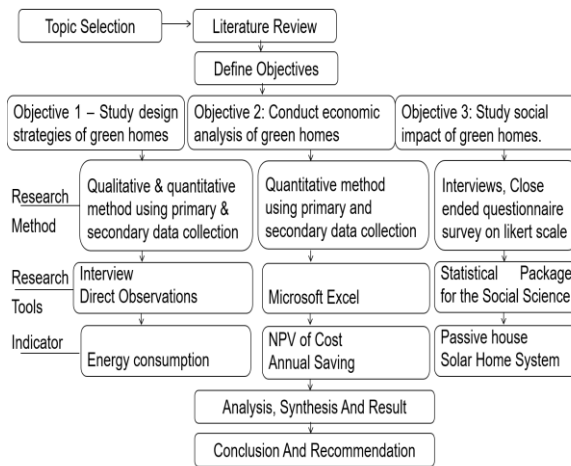 Topic Selection
Literature Review
Define Objectives
Objective 1 – Study design
strategies of green homes
Objective 2: Conduct economic
analysis of green homes
Objective 3: Study social
impact of green homes.
Research
Method
Qualitative & quantitative
method using primary &
secondary data collection
Quantitative method
using primary and
secondary data collection
Interviews, Close
ended questionnaire
survey on likert scale
Research
Tools
Interview
Direct Observations
Microsoft Excel
Statistical Package
for the Social Science
Indicator
Energy consumption
NPV of Cost
Annual Saving
Passive house
Solar Home System
Analysis, Synthesis And Result
Conclusion And Recommendation